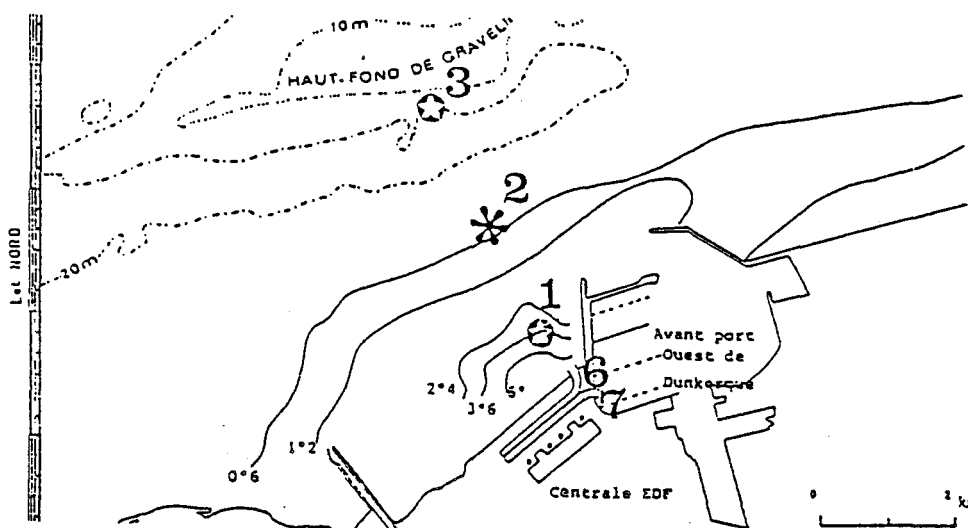 10m
HAUT-FOND DE GRAVELI
3
2
20m
Lat NORD
1
Avant port
Ouest de
Dunkerque
6
7
2°4
3°6
5°
1°2
0°6
Centrale EDF
0 2 k